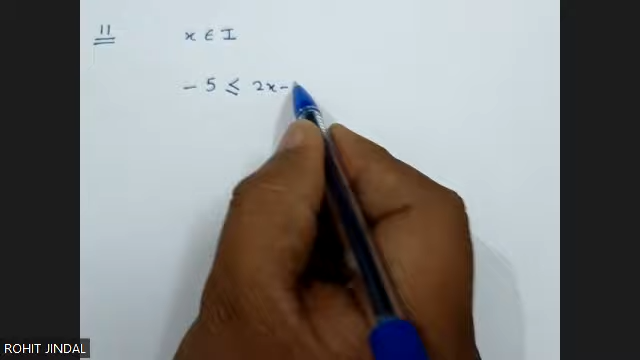 11 x ∈ I
- 5 ≤ 2x -
ROHIT JINDAL